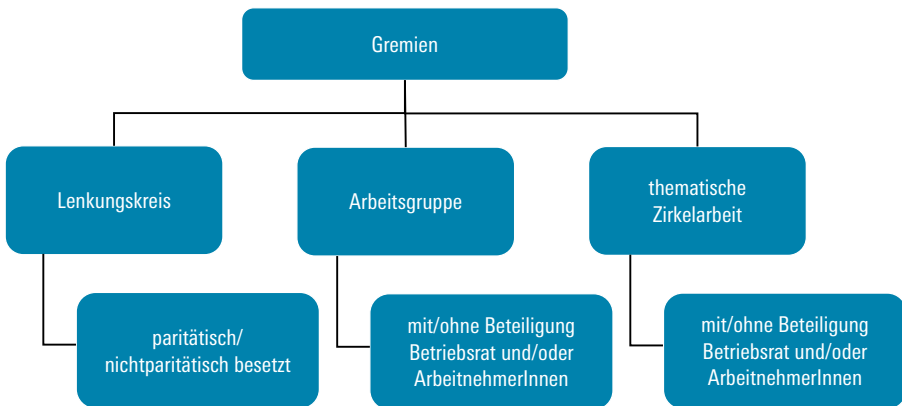 Gremien
Lenkungskreis
Arbeitsgruppe
thematische
Zirkelarbeit
paritätisch/
nichtparitätisch besetzt
mit/ohne Beteiligung
Betriebsrat und/oder
ArbeitnehmerInnen
mit/ohne Beteiligung
Betriebsrat und/oder
ArbeitnehmerInnen